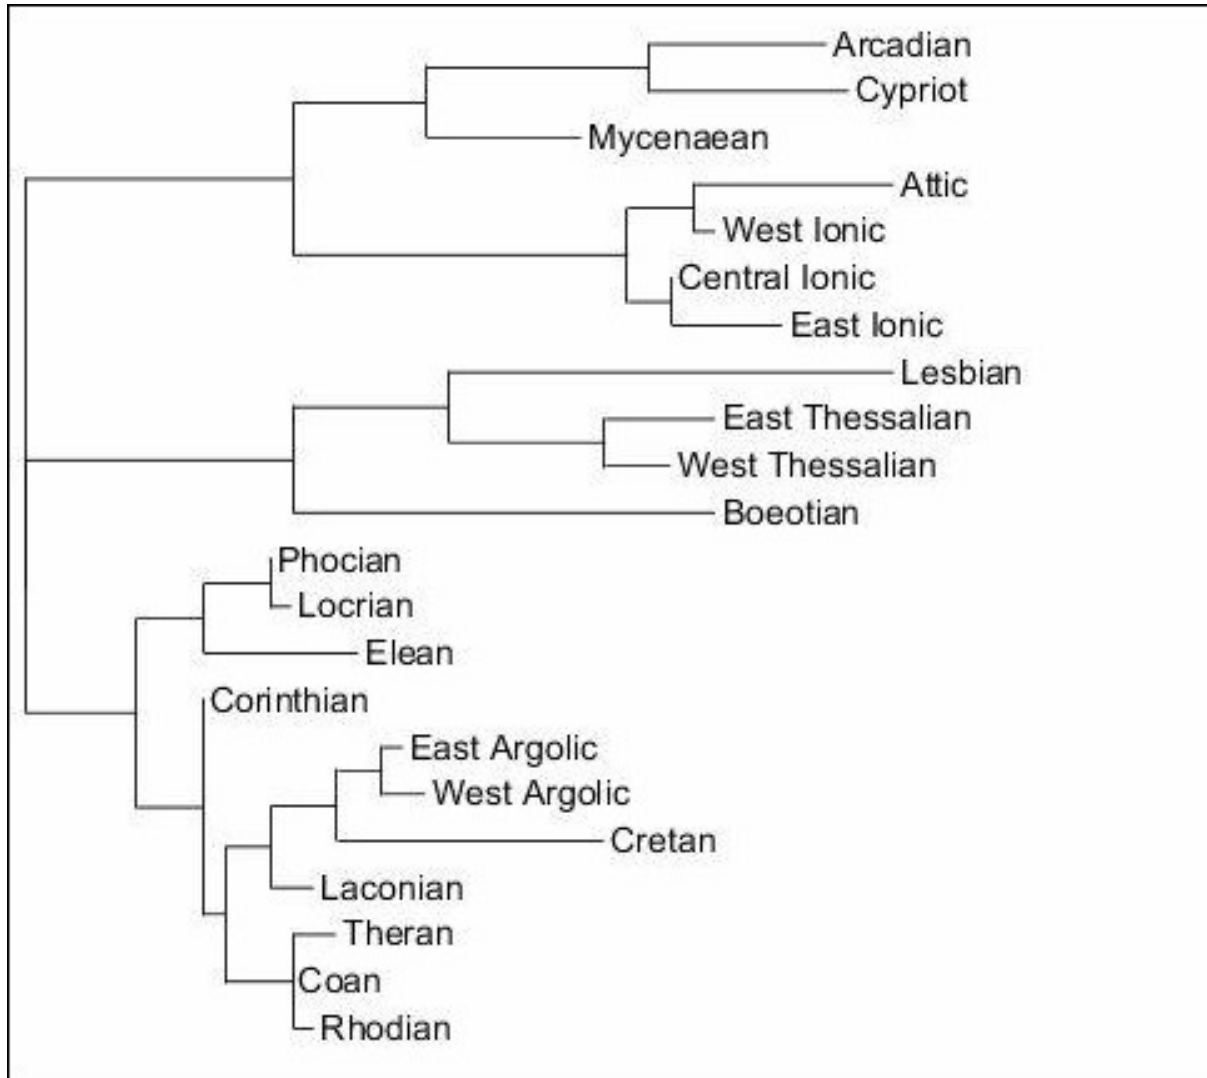 Arcadian
Cypriot
Mycenaean
Attic
West Ionic
Central Ionic
East Ionic
Lesbian
East Thessalian
West Thessalian
Boeotian
Phocian
Locrian
Elean
Corinthian
East Argolic
West Argolic
Cretan
Laconian
Theran
Coan
Rhodian